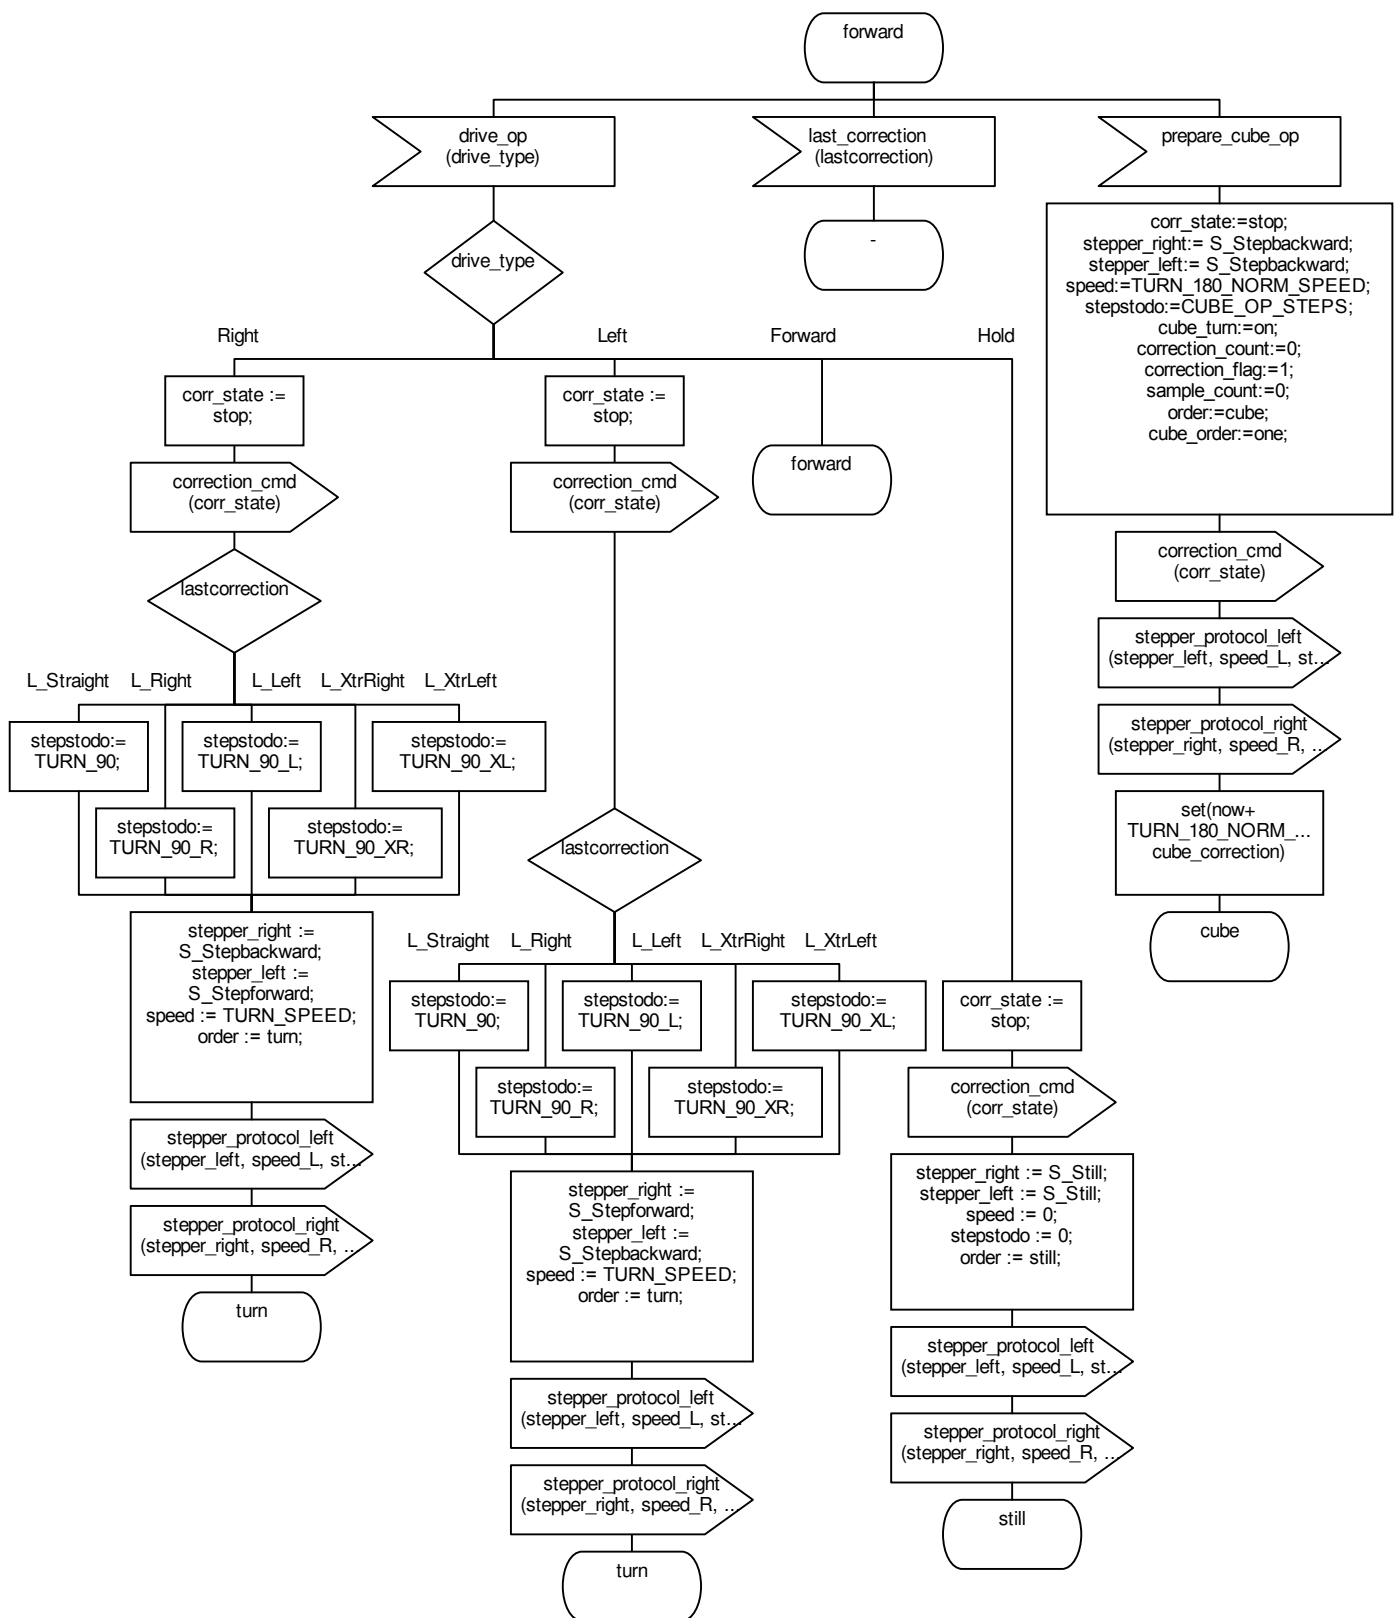 forward
drive_op
(drive_type)
last_correction
(lastcorrection)
prepare_cube_op
drive_type
-
corr_state:=stop;
stepper_right:= S_Stepbackward;
stepper_left:= S_Stepbackward;
speed:=TURN_180_NORM_SPEED;
stepstodo:=CUBE_OP_STEPS;
cube_turn:=on;
correction_count:=0;
correction_flag:=1;
sample_count:=0;
order:=cube;
cube_order:=one;
Right
Left
Forward
Hold
corr_state :=
stop;
corr_state :=
stop;
forward
correction_cmd
(corr_state)
correction_cmd
(corr_state)
correction_cmd
(corr_state)
lastcorrection
stepper_protocol_left
(stepper_left, speed_L, st...
stepper_protocol_right
(stepper_right, speed_R, ...
set(now+
TURN_180_NORM_...
cube_correction)
cube
L_Straight
L_Right
L_Left
L_XtrRight
L_XtrLeft
stepstodo:=
TURN_90;
stepstodo:=
TURN_90_L;
stepstodo:=
TURN_90_XL;
stepstodo:=
TURN_90_R;
stepstodo:=
TURN_90_XR;
stepper_right :=
S_Stepbackward;
stepper_left :=
S_Stepforward;
speed := TURN_SPEED;
order := turn;
stepper_protocol_left
(stepper_left, speed_L, st...
stepper_protocol_right
(stepper_right, speed_R, ...
turn
lastcorrection
L_Straight
L_Right
L_Left
L_XtrRight
L_XtrLeft
stepstodo:=
TURN_90;
stepstodo:=
TURN_90_L;
stepstodo:=
TURN_90_XL;
stepstodo:=
TURN_90_R;
stepstodo:=
TURN_90_XR;
stepper_right :=
S_Stepforward;
stepper_left :=
S_Stepbackward;
speed := TURN_SPEED;
order := turn;
stepper_protocol_left
(stepper_left, speed_L, st...
stepper_protocol_right
(stepper_right, speed_R, ...
turn
corr_state :=
stop;
correction_cmd
(corr_state)
stepper_right := S_Still;
stepper_left := S_Still;
speed := 0;
stepstodo := 0;
order := still;
stepper_protocol_left
(stepper_left, speed_L, st...
stepper_protocol_right
(stepper_right, speed_R, ...
still